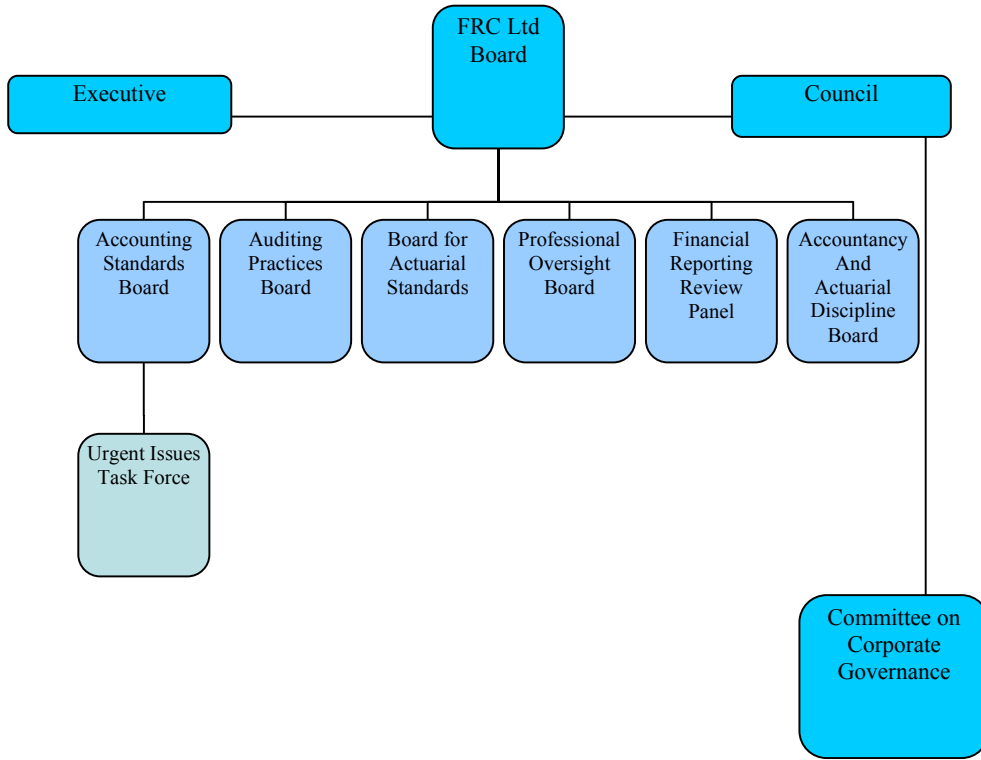 FRC Ltd
Board
Executive
Council
Accounting
Standards
Board
Auditing
Practices
Board
Board for
Actuarial
Standards
Professional
Oversight
Board
Financial
Reporting
Review
Panel
Accountancy
And
Actuarial
Discipline
Board
Urgent Issues
Task Force
Committee on
Corporate
Governance